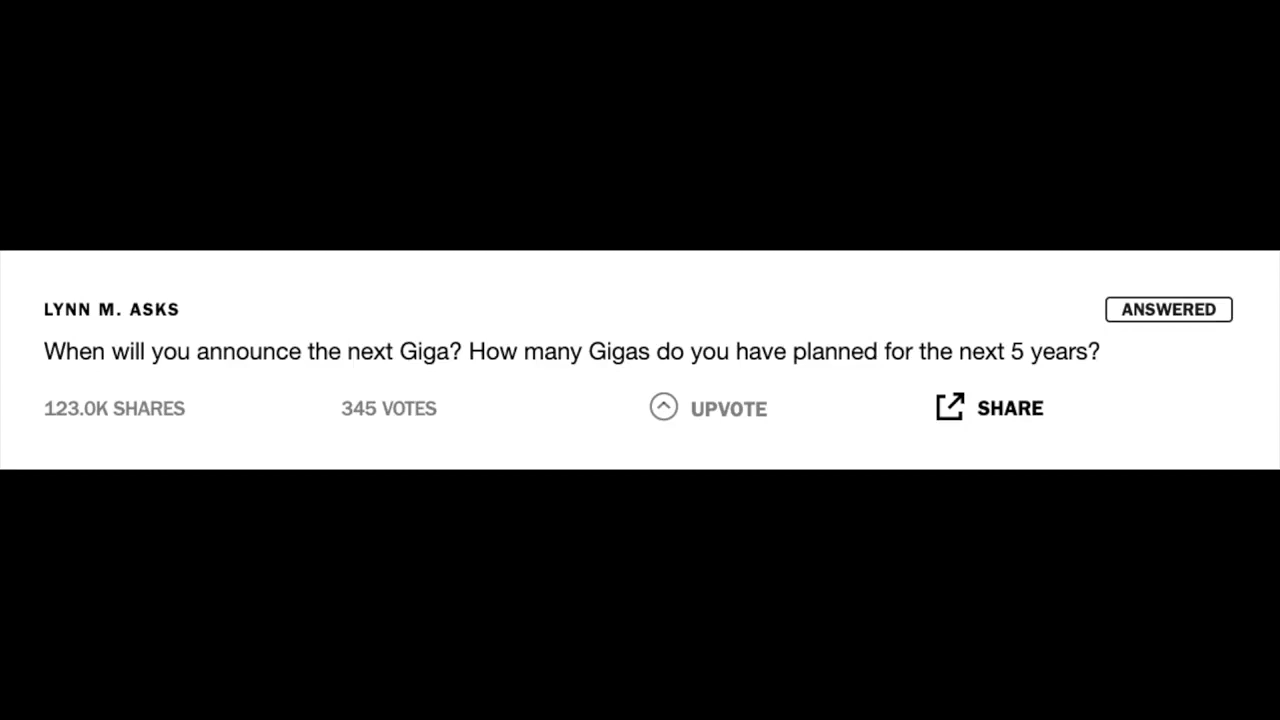 LYNN M. ASKS
ANSWERED
When will you announce the next Giga? How many Gigas do you have planned for the next 5 years?
123.0K SHARES
345 VOTES
UPVOTE
SHARE